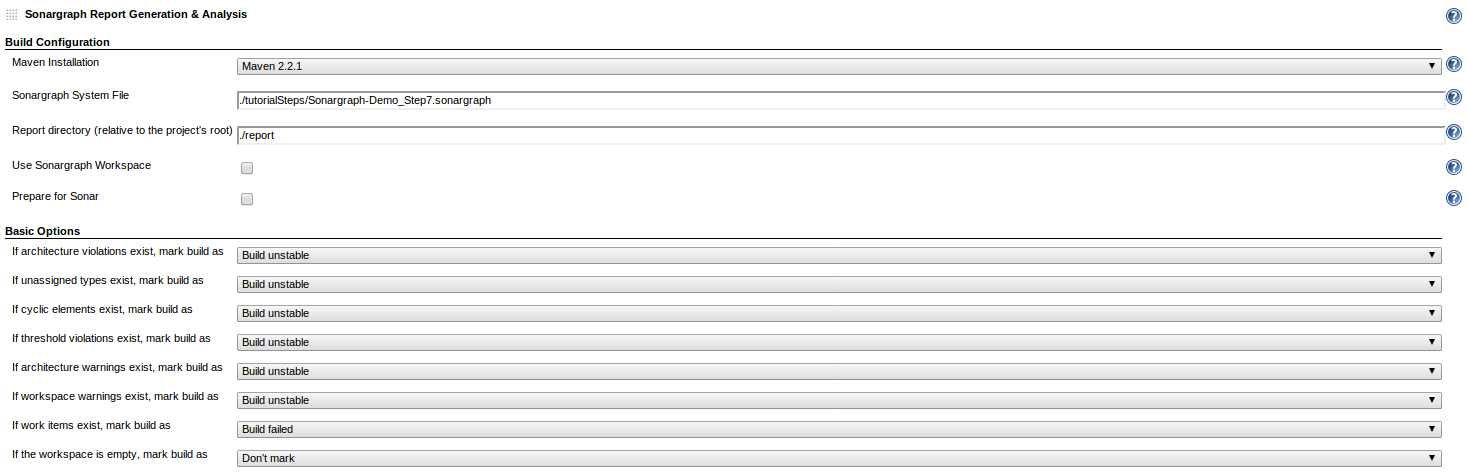 Sonargraph Report Generation & Analysis
Build Configuration
Maven Installation Maven 2.2.1
Sonargraph System File ./tutorialSteps/Sonargraph-Demo_Step7.sonargraph
Report directory (relative to the project's root) ./report
Use Sonargraph Workspace
Prepare for Sonar
Basic Options
If architecture violations exist, mark build as Build unstable
If unassigned types exist, mark build as Build unstable
If cyclic elements exist, mark build as Build unstable
If threshold violations exist, mark build as Build unstable
If architecture warnings exist, mark build as Build unstable
If workspace warnings exist, mark build as Build unstable
If work items exist, mark build as Build failed
If the workspace is empty, mark build as Don't mark